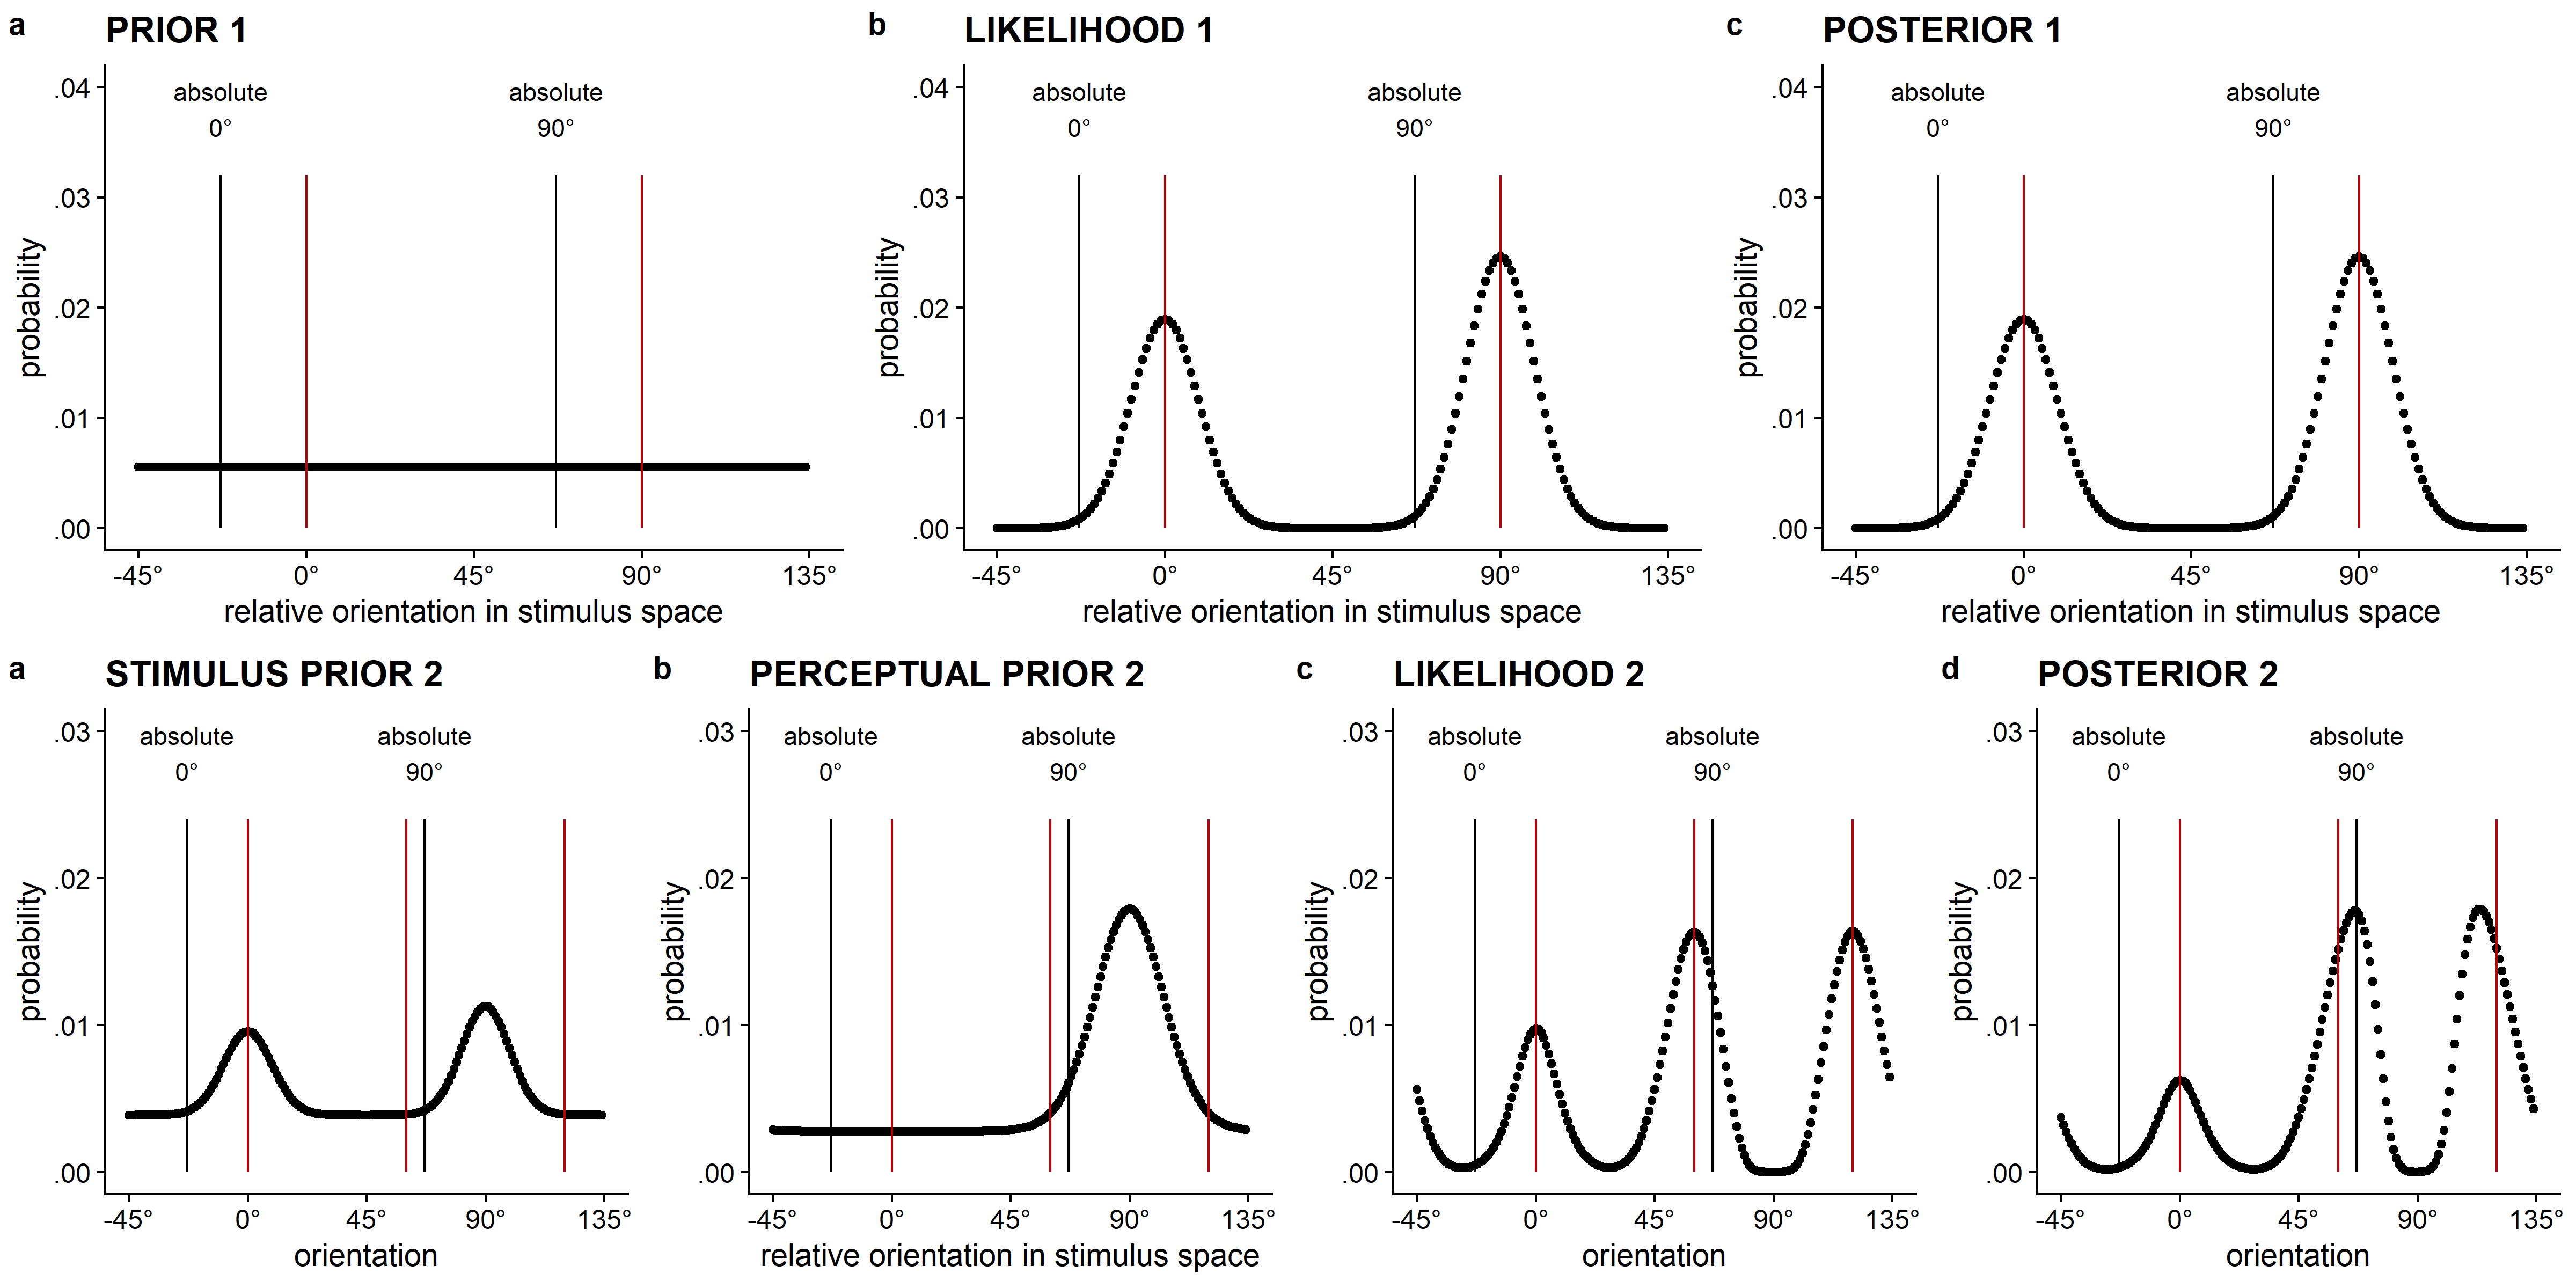 a PRIOR 1
.04
.03
.02
.01
.00
probability
absolute
0°
absolute
90°
-45° 0° 45° 90° 135°
relative orientation in stimulus space
b LIKELIHOOD 1
.04
.03
.02
.01
.00
probability
absolute
0°
absolute
90°
-45° 0° 45° 90° 135°
relative orientation in stimulus space
c POSTERIOR 1
.04
.03
.02
.01
.00
probability
absolute
0°
absolute
90°
-45° 0° 45° 90° 135°
relative orientation in stimulus space
a STIMULUS PRIOR 2
.03
.02
.01
.00
probability
absolute
0°
absolute
90°
-45° 0° 45° 90° 135°
orientation
b PERCEPTUAL PRIOR 2
.03
.02
.01
.00
probability
absolute
0°
absolute
90°
-45° 0° 45° 90° 135°
relative orientation in stimulus space
c LIKELIHOOD 2
.03
.02
.01
.00
probability
absolute
0°
absolute
90°
-45° 0° 45° 90° 135°
orientation
d POSTERIOR 2
.03
.02
.01
.00
probability
absolute
0°
absolute
90°
-45° 0° 45° 90° 135°
orientation